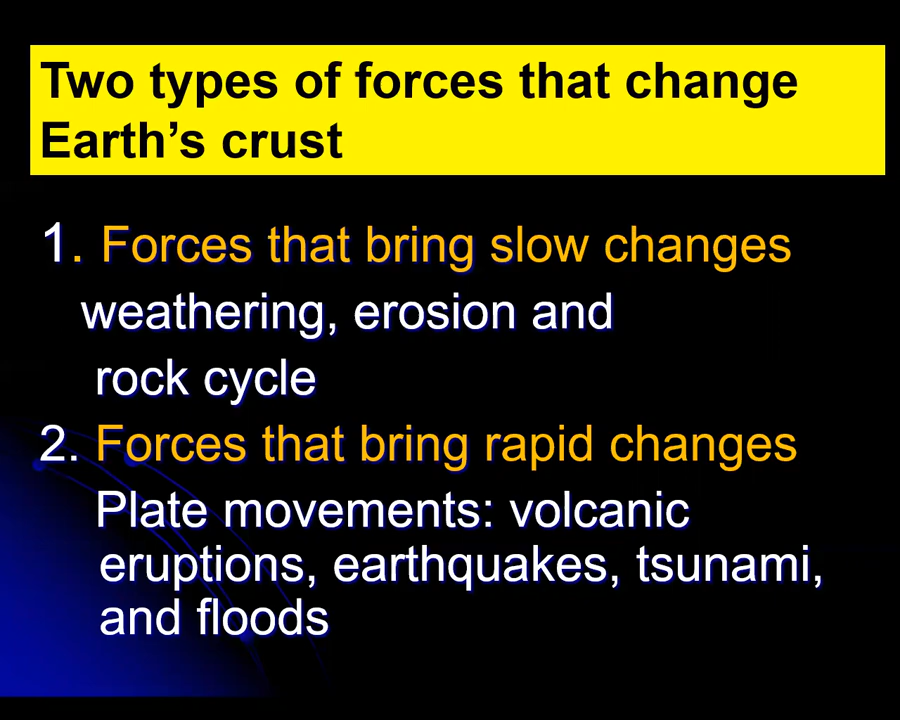 Two types of forces that change
Earth’s crust
1. Forces that bring slow changes
weathering, erosion and
rock cycle
2. Forces that bring rapid changes
Plate movements: volcanic
eruptions, earthquakes, tsunami,
and floods